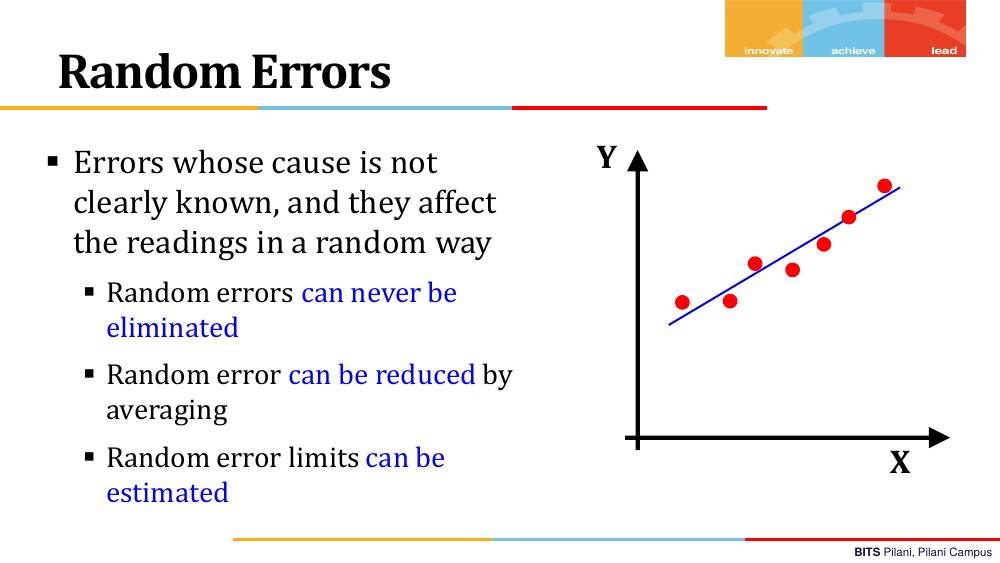 innovate achieve lead
Random Errors
▪ Errors whose cause is not
clearly known, and they affect
the readings in a random way
▪ Random errors can never be
eliminated
▪ Random error can be reduced by
averaging
▪ Random error limits can be
estimated
Y
X
BITS Pilani, Pilani Campus